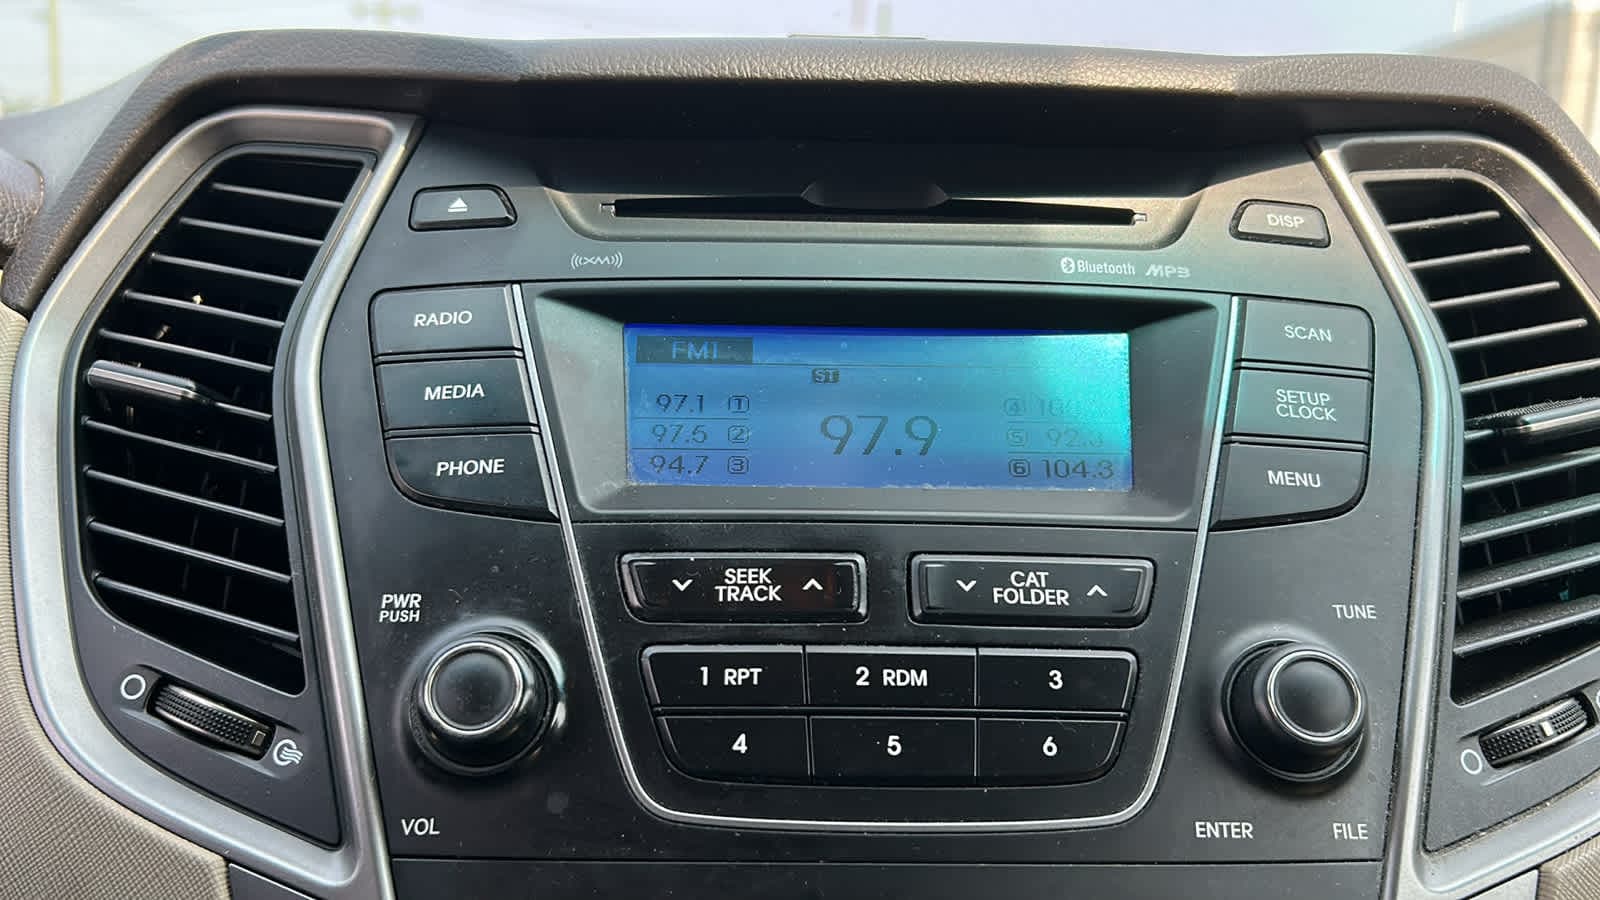 DISP
((XM))
Bluetooth MP3
RADIO
MEDIA
PHONE
FM1
ST
97.1 1
97.5 2
94.7 3
97.9
4
5
6 104.3
SCAN
SETUP
CLOCK
MENU
SEEK
TRACK
CAT
FOLDER
PWR
PUSH
TUNE
1 RPT
2 RDM
3
4
5
6
VOL
ENTER
FILE